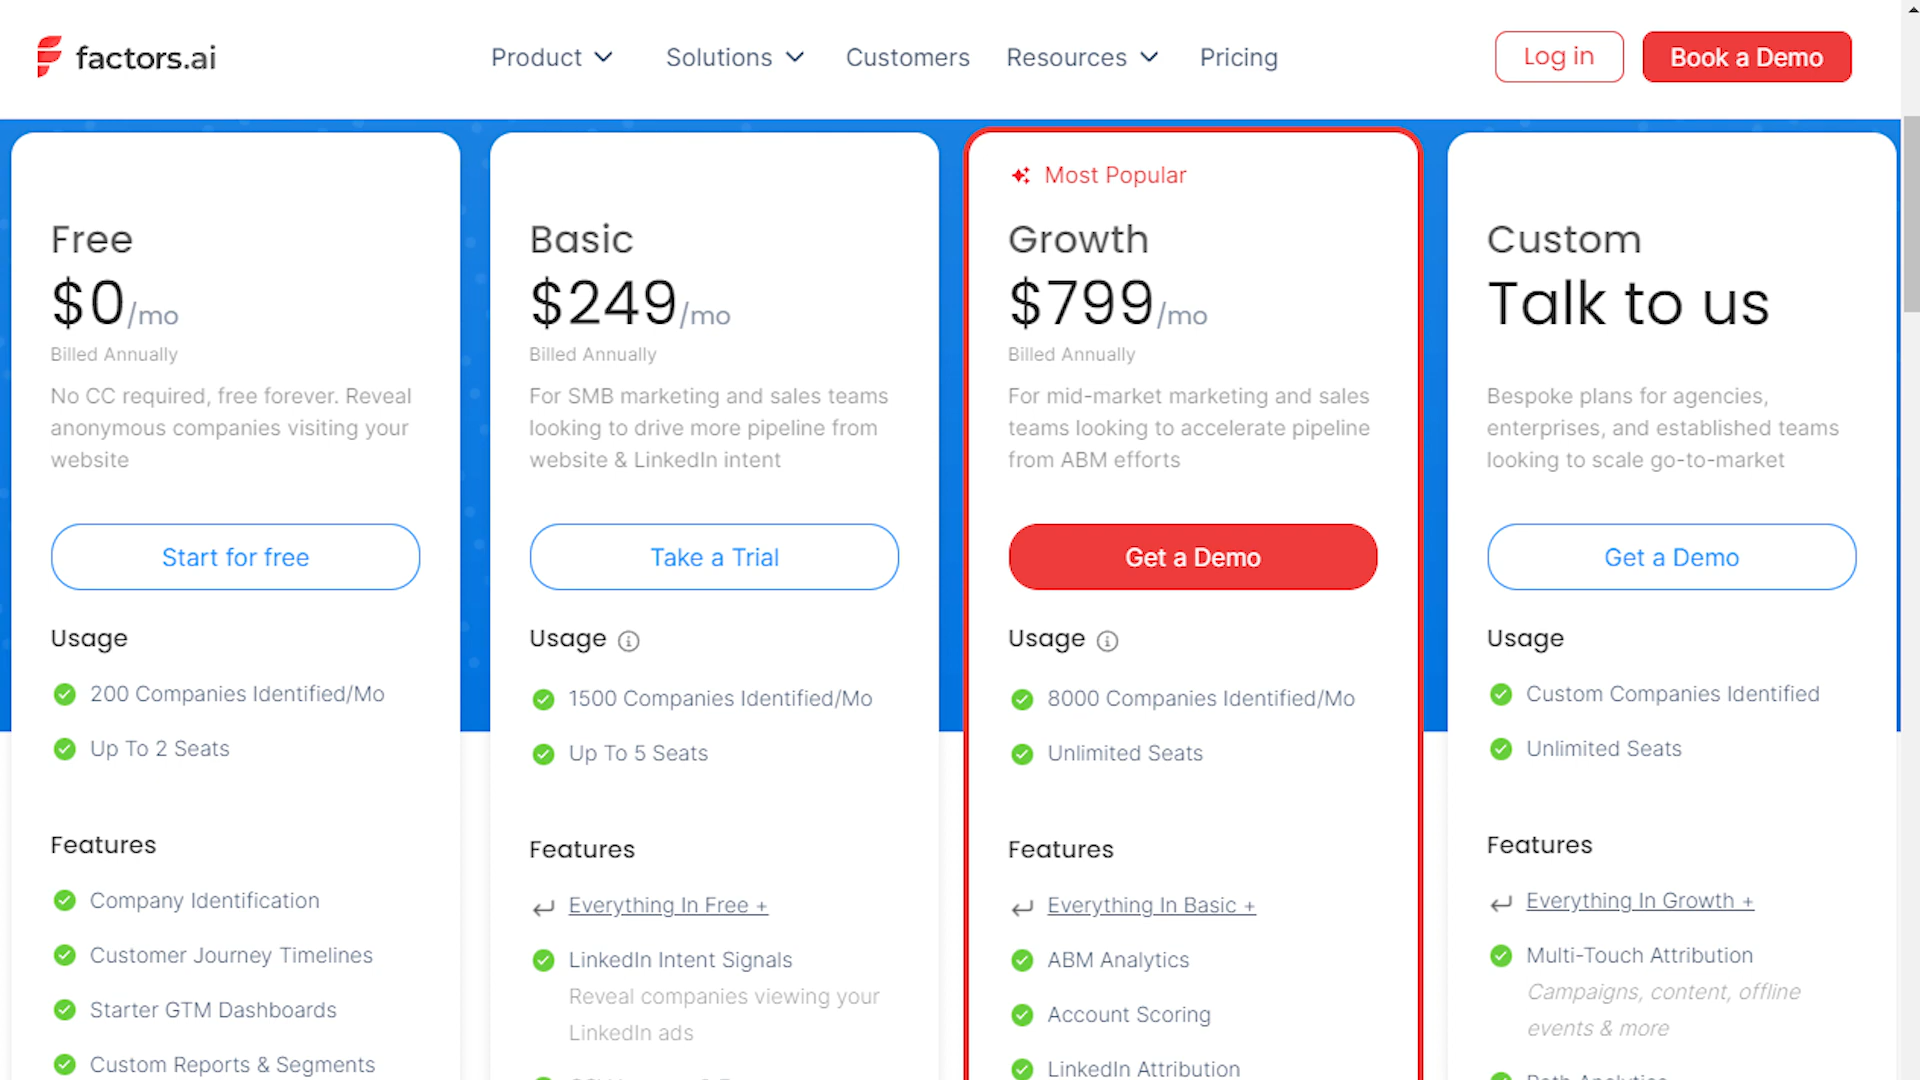 factors.ai
Product
Solutions
Customers
Resources
Pricing
Log in
Book a Demo
Free
$0/mo
Billed Annually
No CC required, free forever. Reveal
anonymous companies visiting your
website
Start for free
Usage
200 Companies Identified/Mo
Up To 2 Seats
Features
Company Identification
Customer Journey Timelines
Starter GTM Dashboards
Custom Reports & Segments
Basic
$249/mo
Billed Annually
For SMB marketing and sales teams
looking to drive more pipeline from
website & LinkedIn intent
Take a Trial
Usage
1500 Companies Identified/Mo
Up To 5 Seats
Features
Everything In Free +
LinkedIn Intent Signals
Reveal companies viewing your
LinkedIn ads
Most Popular
Growth
$799/mo
Billed Annually
For mid-market marketing and sales
teams looking to accelerate pipeline
from ABM efforts
Get a Demo
Usage
8000 Companies Identified/Mo
Unlimited Seats
Features
Everything In Basic +
ABM Analytics
Account Scoring
LinkedIn Attribution
Custom
Talk to us
Bespoke plans for agencies,
enterprises, and established teams
looking to scale go-to-market
Get a Demo
Usage
Custom Companies Identified
Unlimited Seats
Features
Everything In Growth +
Multi-Touch Attribution
Campaigns, content, offline
events & more